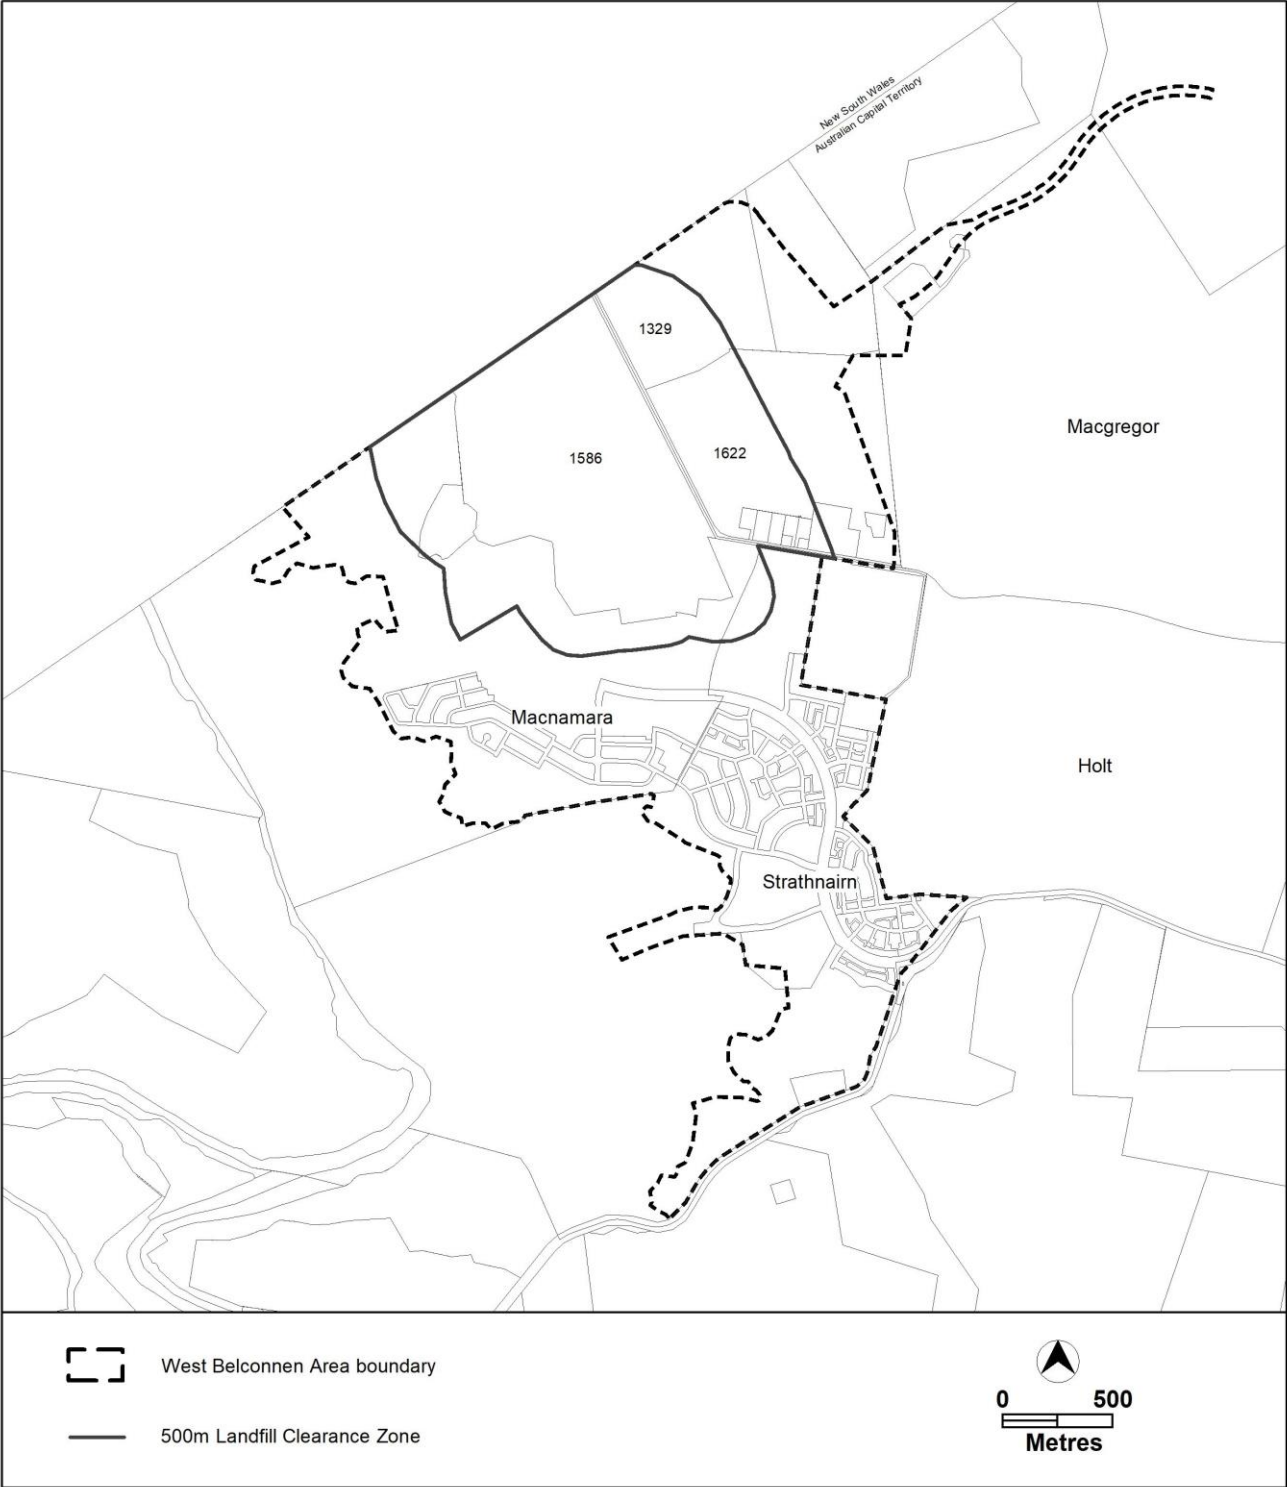 New South Wales
Australian Capital Territory
1329
Macgregor
1622
1586
Macnamara
Holt
Strathnairn
West Belconnen Area boundary
500m Landfill Clearance Zone
0 500
Metres